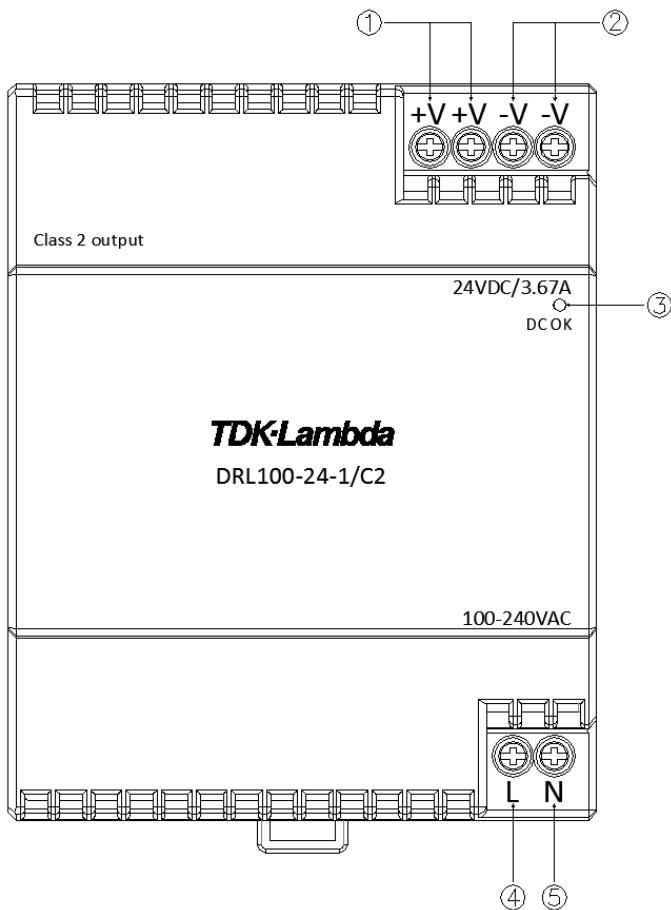 ① ②
+V +V -V -V
Class 2 output
24VDC/3.67A
③
DC OK
TDK·Lambda
DRL100-24-1/C2
100-240VAC
L N
④ ⑤